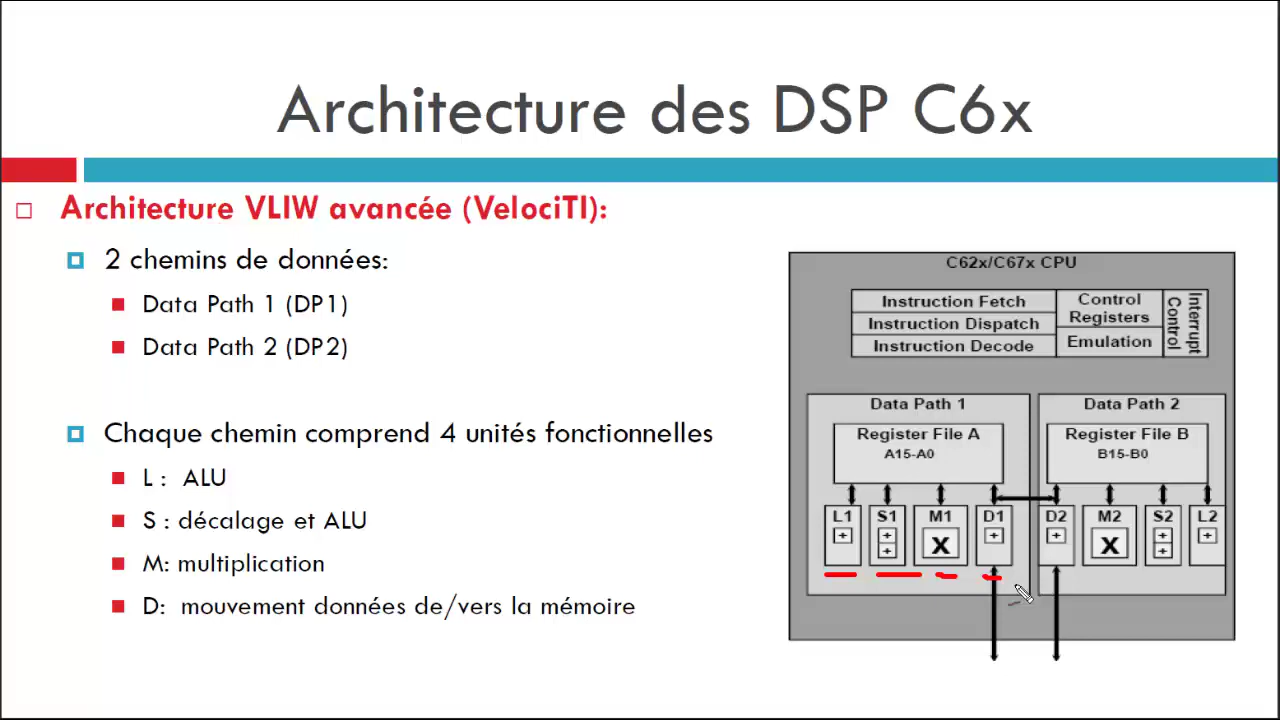 Architecture des DSP C6x
Architecture VLIW avancée (VelociTI):
2 chemins de données:
Data Path 1 (DP1)
Data Path 2 (DP2)
Chaque chemin comprend 4 unités fonctionnelles
L : ALU
S : décalage et ALU
M: multiplication
D: mouvement données de/vers la mémoire
C62x/C67x CPU
Instruction Fetch
Instruction Dispatch
Instruction Decode
Control
Registers
Emulation
Interrupt
Control
Data Path 1
Register File A
A15-A0
L1 S1 M1 D1
+ + X +
+
Data Path 2
Register File B
B15-B0
D2 M2 S2 L2
+ X + +
+